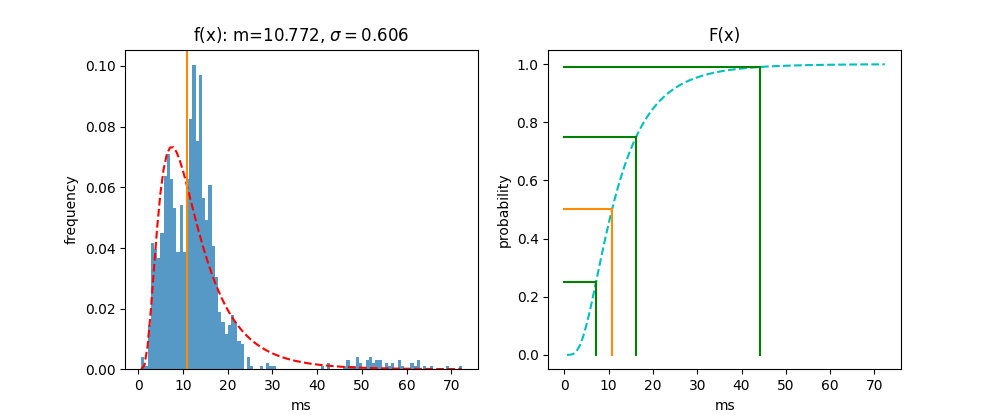 f(x): m=10.772, σ = 0.606
frequency
0.10
0.08
0.06
0.04
0.02
0.00
0 10 20 30 40 50 60 70
ms
F(x)
probability
1.0
0.8
0.6
0.4
0.2
0.0
0 10 20 30 40 50 60 70
ms